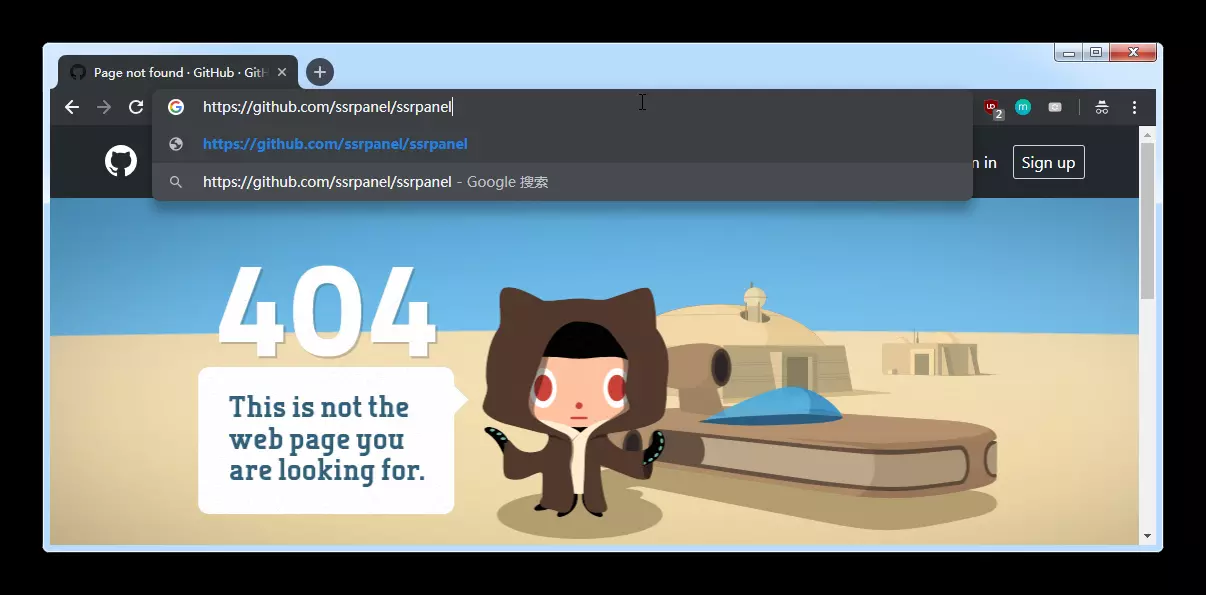 Page not found · GitHub · GitH
https://github.com/ssrpanel/ssrpanel
2
m
https://github.com/ssrpanel/ssrpanel
https://github.com/ssrpanel/ssrpanel - Google 搜索
n in
Sign up
404
This is not the
web page you
are looking for.